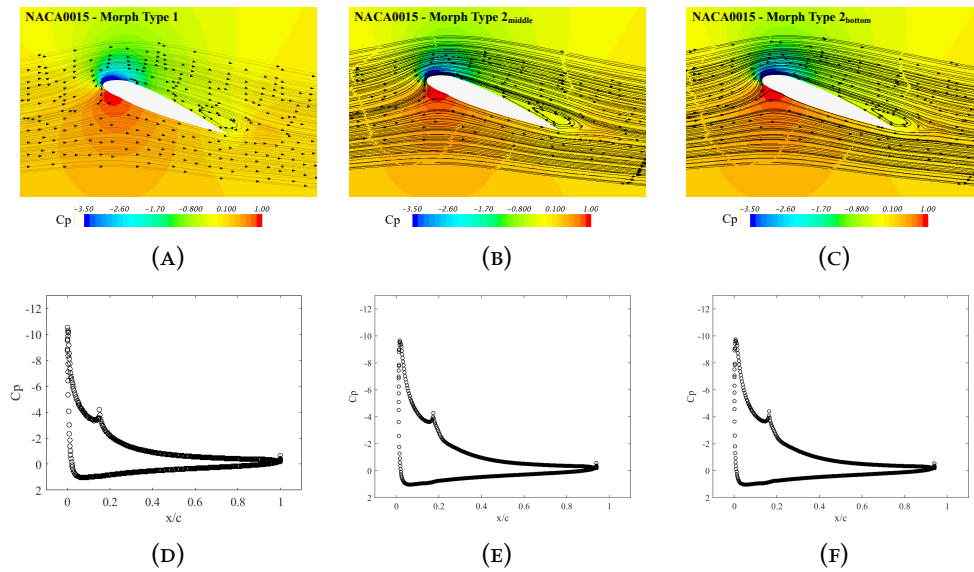 NACA0015 - Morph Type 1
NACA0015 - Morph Type 2middle
NACA0015 - Morph Type 2bottom
Cp -3.50 -2.60 -1.70 -0.800 0.100 1.00
Cp -3.50 -2.60 -1.70 -0.800 0.100 1.00
Cp -3.50 -2.60 -1.70 -0.800 0.100 1.00
(A)
(B)
(C)
-12
-10
-8
-6
-4
-2
0
2
Cp
0 0.2 0.4 0.6 0.8 1
x/c
-12
-10
-8
-6
-4
-2
0
2
Cp
0 0.2 0.4 0.6 0.8 1
x/c
-12
-10
-8
-6
-4
-2
0
2
Cp
0 0.2 0.4 0.6 0.8 1
x/c
(D)
(E)
(F)